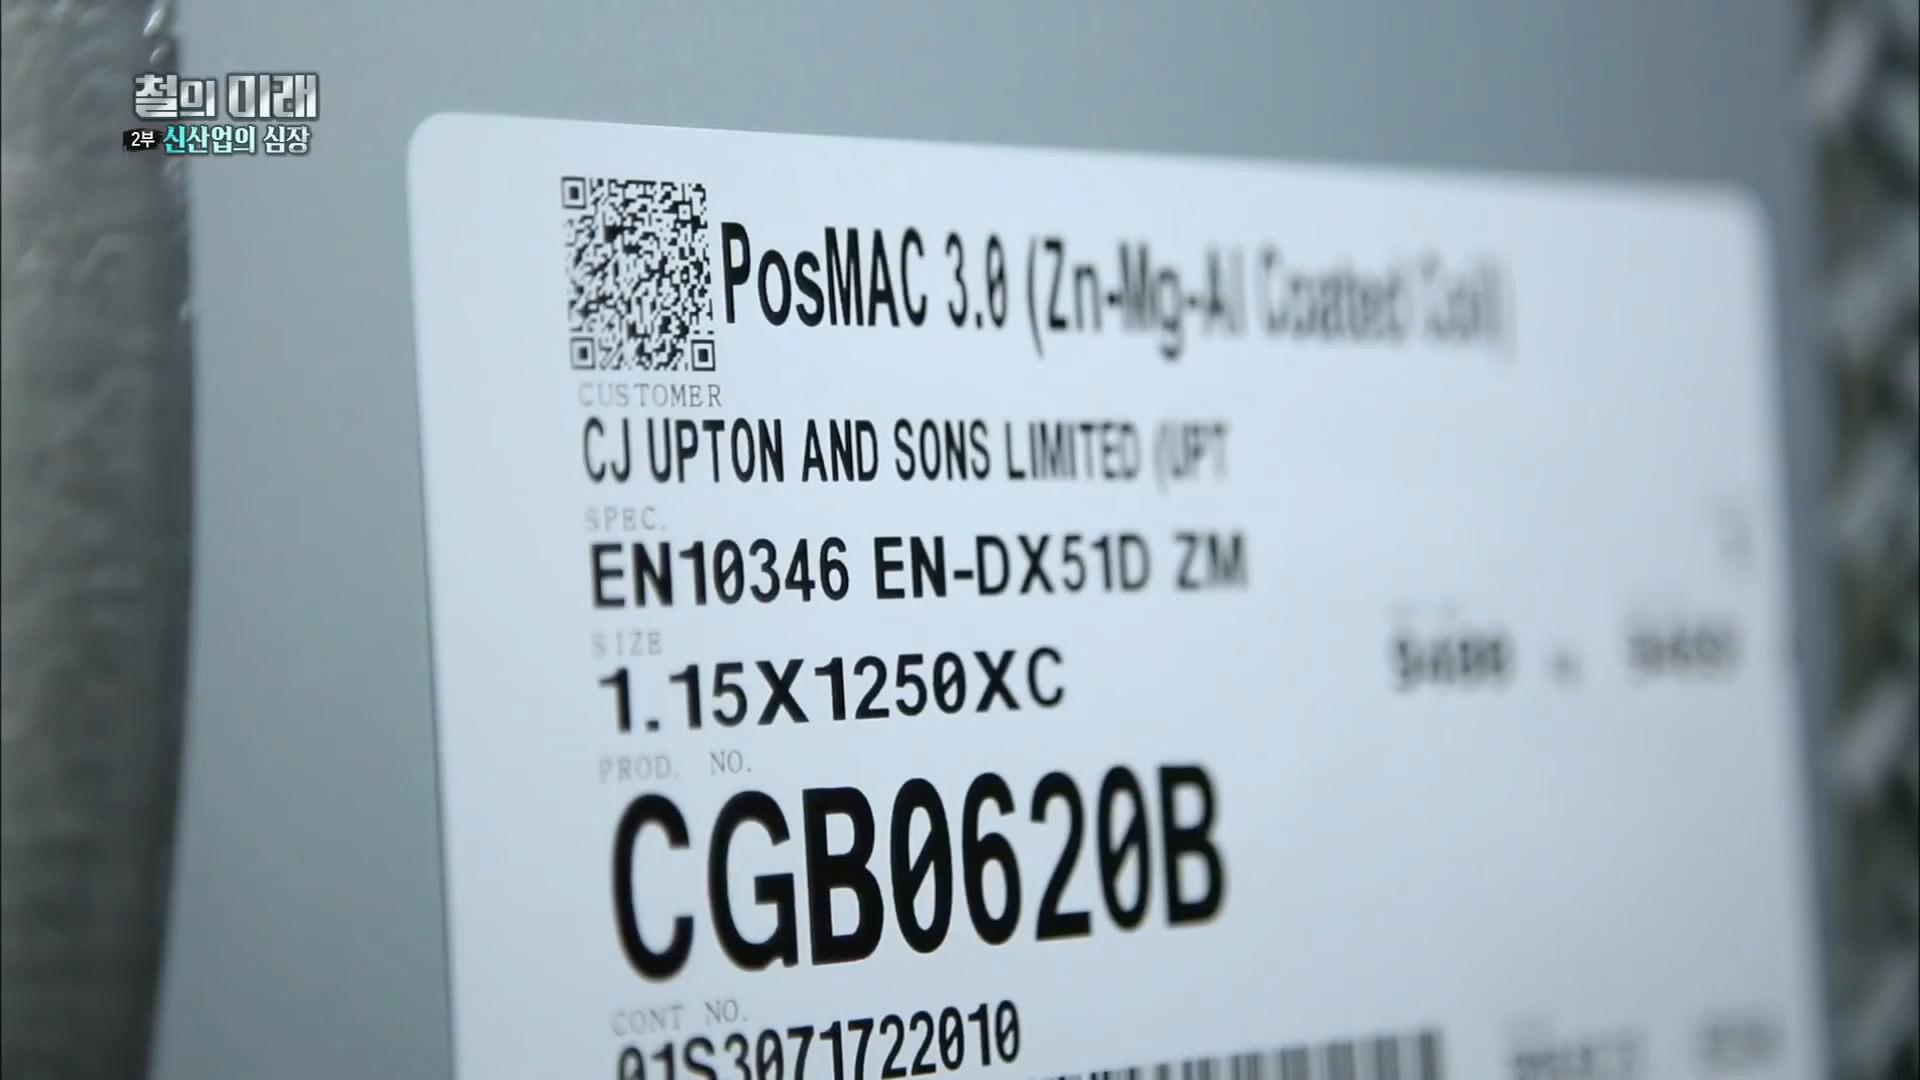 철의 미래
2부 신산업의 심장
PosMAC 3.0 (Zn-Mg-Al Coated Coil)
CUSTOMER
CJ UPTON AND SONS LIMITED (UPT
SPEC.
EN10346 EN-DX51D ZM
SIZE
1.15X1250XC
PROD. NO.
CGB0620B
CONT NO.
01S3071722010